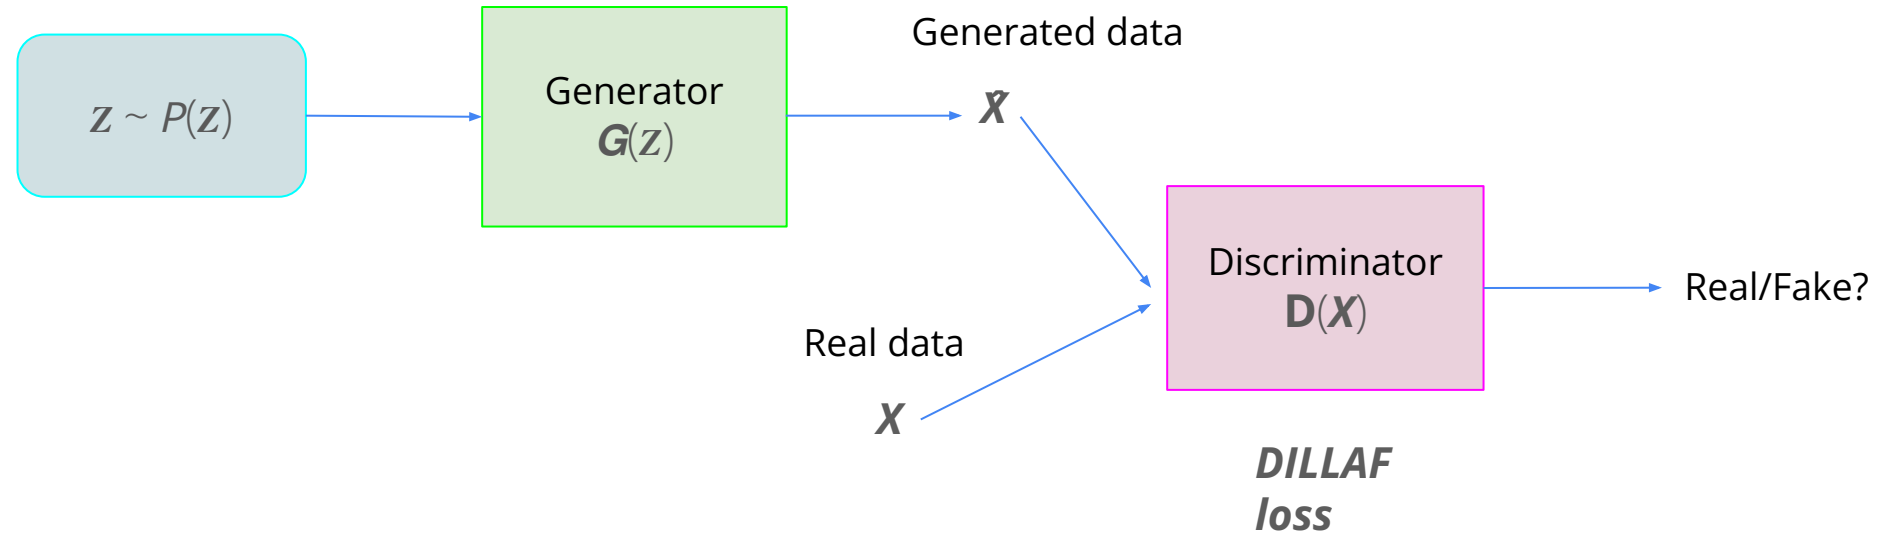 z ~ P(z)
Generator
G(z)
Generated data
X̂
Real data
X
Discriminator
D(X)
Real/Fake?
DILLAF
loss